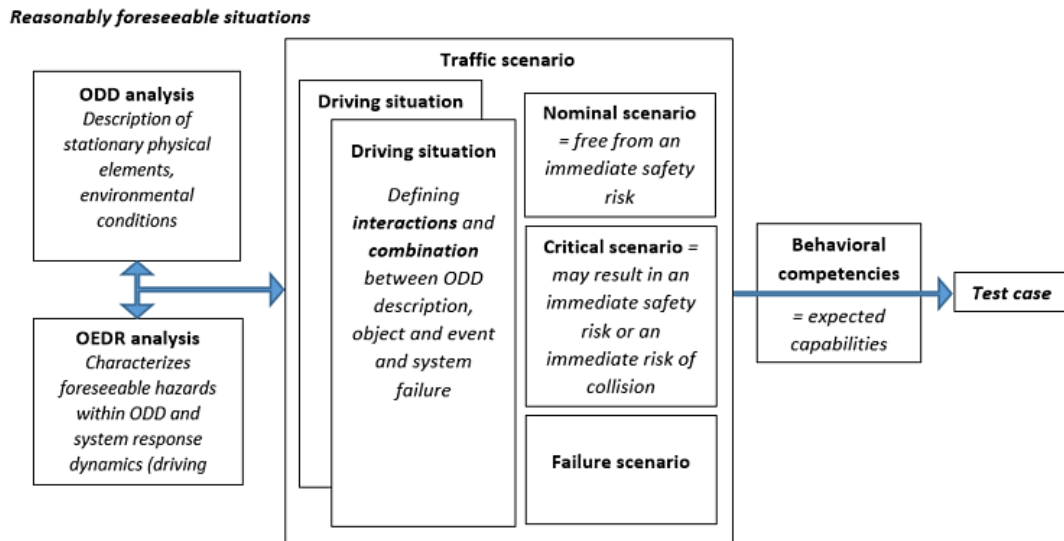 Reasonably foreseeable situations
ODD analysis
Description of
stationary physical
elements,
environmental
conditions
OEDR analysis
Characterizes
foreseeable hazards
within ODD and
system response
dynamics (driving
Traffic scenario
Driving situation
Driving situation
Defining
interactions and
combination
between ODD
description,
object and event
and system
failure
Nominal scenario
= free from an
immediate safety
risk
Critical scenario =
may result in an
immediate safety
risk or an
immediate risk of
collision
Failure scenario
Behavioral
competencies
= expected
capabilities
Test case